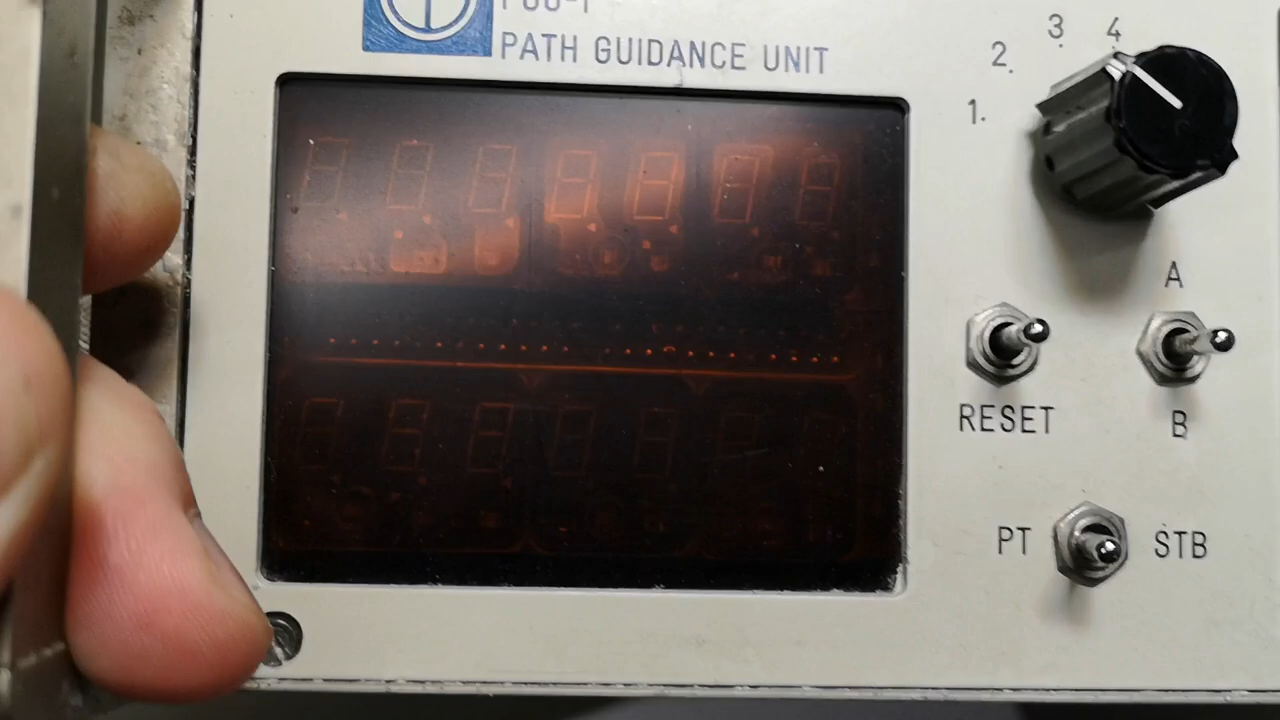 PATH GUIDANCE UNIT
3. 4.
2.
1.
A
RESET
B
PT STB